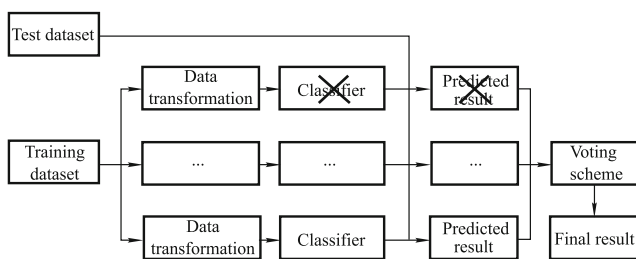 Test dataset
Data
transformation
Classifier
Predicted
result
Training
dataset
...
...
...
Voting
scheme
Data
transformation
Classifier
Predicted
result
Final result